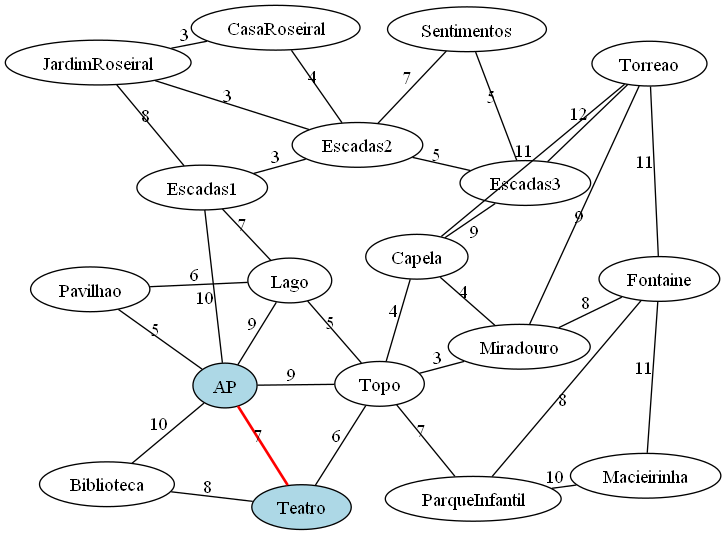 CasaRoseiral
Sentimentos
3
JardimRoseiral
Torreao
4
7
3
5
8
12
Escadas2
11
3
5
11
Escadas3
Escadas1
7
9
9
Capela
6
Lago
Fontaine
Pavilhao
10
4
8
4
5
9
5
Miradouro
3
9
Topo
AP
11
8
7
10
7
6
10
Macieirinha
Biblioteca
8
ParqueInfantil
Teatro